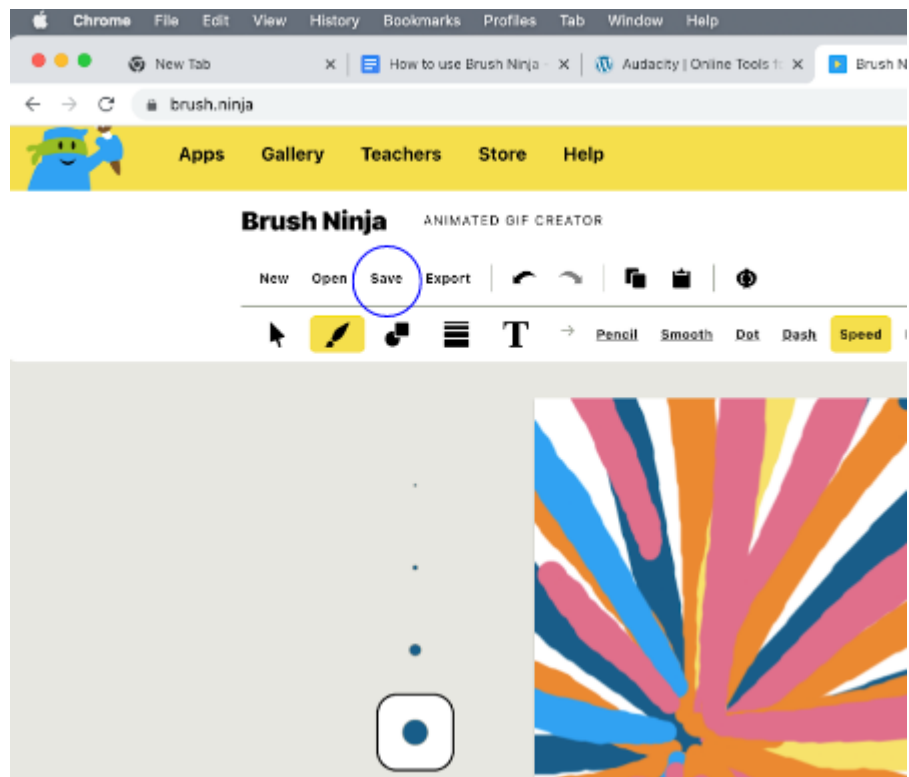 Chrome File Edit View History Bookmarks Profiles Tab Window Help
New Tab How to use Brush Ninja - Audacity | Online Tools Brush N
brush.ninja
Apps Gallery Teachers Store Help
Brush Ninja ANIMATED GIF CREATOR
New Open Save Export
T Pencil Smooth Dot Dash Speed